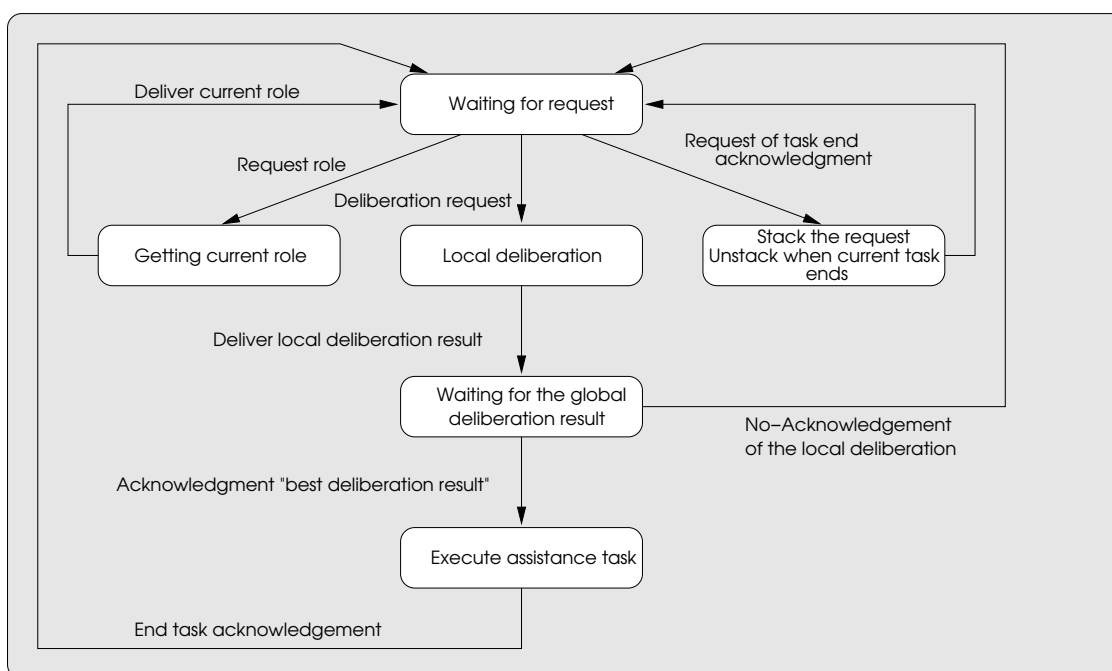 Deliver current role
Waiting for request
Request of task end
acknowledgment
Request role
Deliberation request
Getting current role
Local deliberation
Stack the request
Unstack when current task
ends
Deliver local deliberation result
Waiting for the global
deliberation result
No–Acknowledgement
of the local deliberation
Acknowledgment "best deliberation result"
Execute assistance task
End task acknowledgement